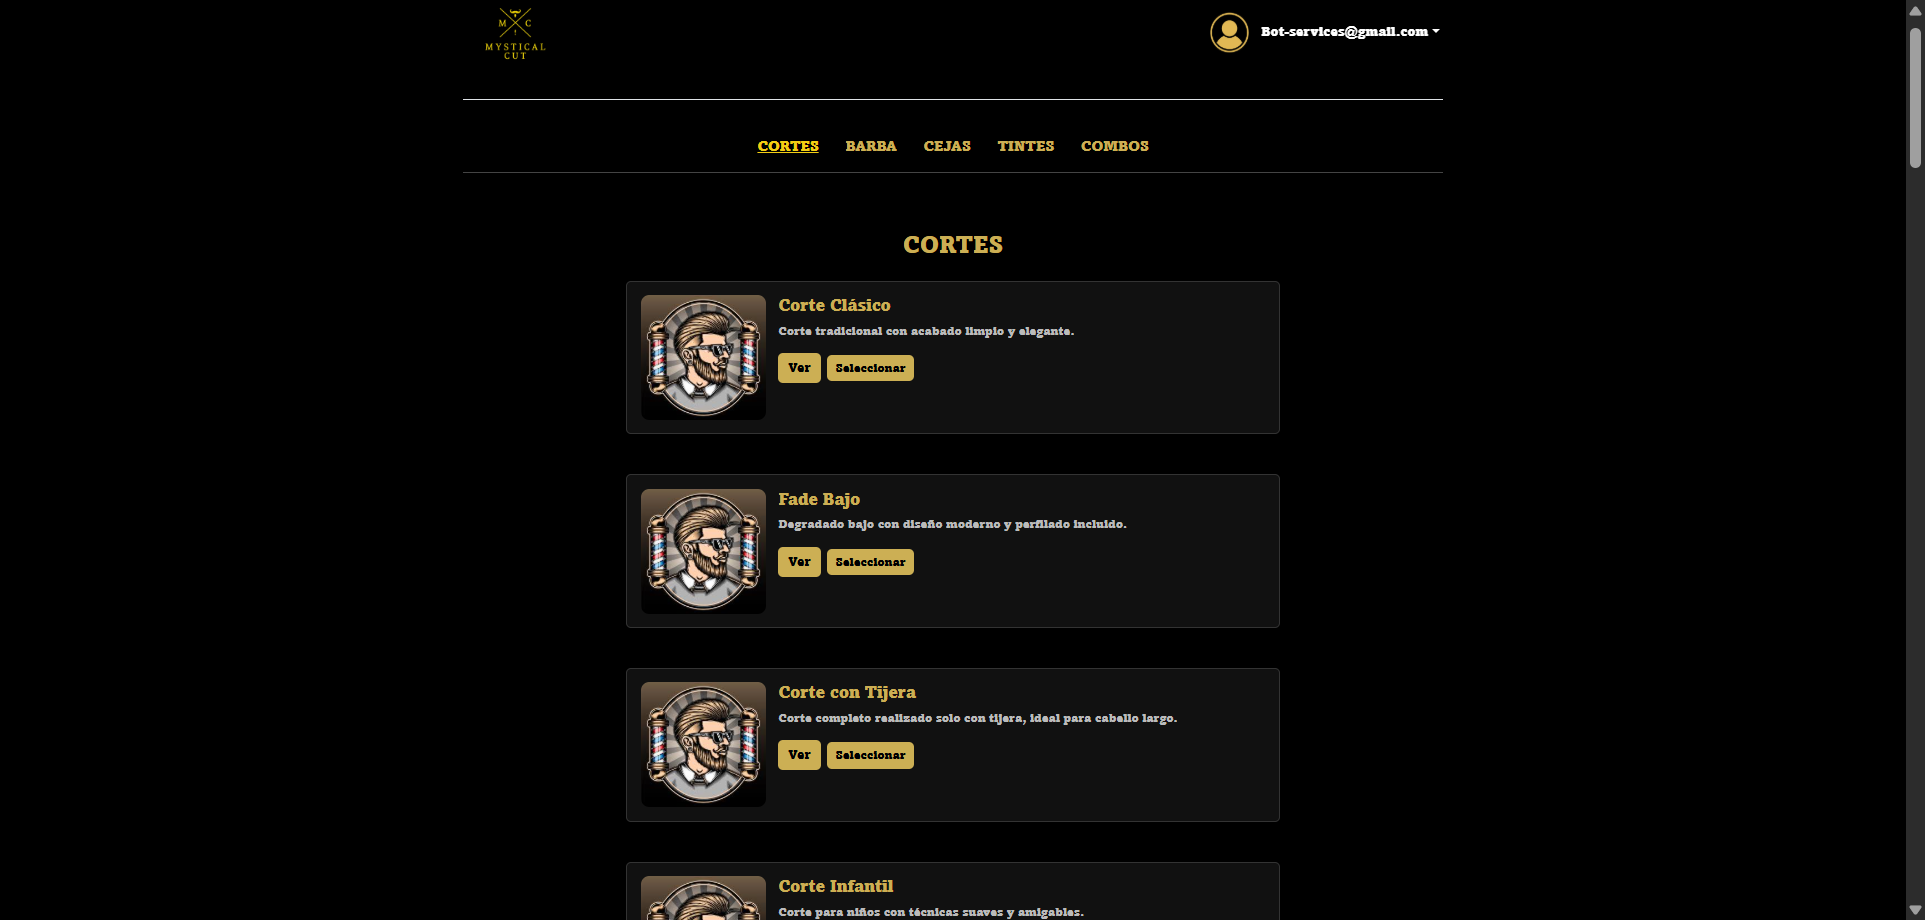 M C
MYSTICAL
CUT
Bot-services@gmail.com
CORTES BARBA CEJAS TINTES COMBOS
CORTES
Corte Clásico
Corte tradicional con acabado limpio y elegante.
Ver Seleccionar
Fade Bajo
Degradado bajo con diseño moderno y perfilado incluido.
Ver Seleccionar
Corte con Tijera
Corte completo realizado solo con tijera, ideal para cabello largo.
Ver Seleccionar
Corte Infantil
Corte para niños con técnicas suaves y amigables.